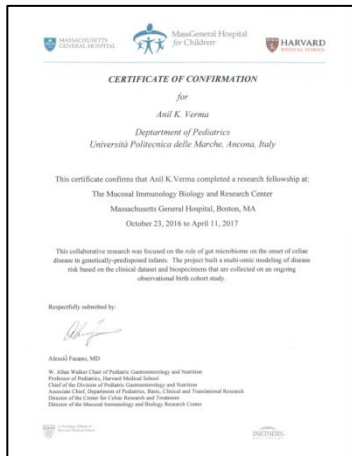 MASSACHUSETTS
GENERAL HOSPITAL
MassGeneral Hospital
for Children
HARVARD
MEDICAL SCHOOL
CERTIFICATE OF CONFIRMATION
for
Anil K. Verma
Deptartment of Pediatrics
Università Politecnica delle Marche, Ancona, Italy
This certificate confirms that Anil K.Verma completed a research fellowship at:
The Mucosal Immunology Biology and Research Center
Massachusetts General Hospital, Boston, MA
October 23, 2016 to April 11, 2017
This collaborative research was focused on the role of gut microbiome on the onset of celiac
disease in genetically-predisposed infants. The project built a multi-omic modeling of disease
risk based on the clinical dataset and biospecimens that are collected on an ongoing
observational birth cohort study.
Respectfully submitted by:
Alessio Fasano, MD
W. Allan Walker Chair of Pediatric Gastroenterology and Nutrition
Professor of Pediatrics, Harvard Medical School
Chief of the Division of Pediatric Gastroenterology and Nutrition
Associate Chief, Department of Pediatrics, Basic, Clinical and Translational Research
Director of the Center for Celiac Research and Treatment
Director of the Mucosal Immunology and Biology Research Center
PARTNERS